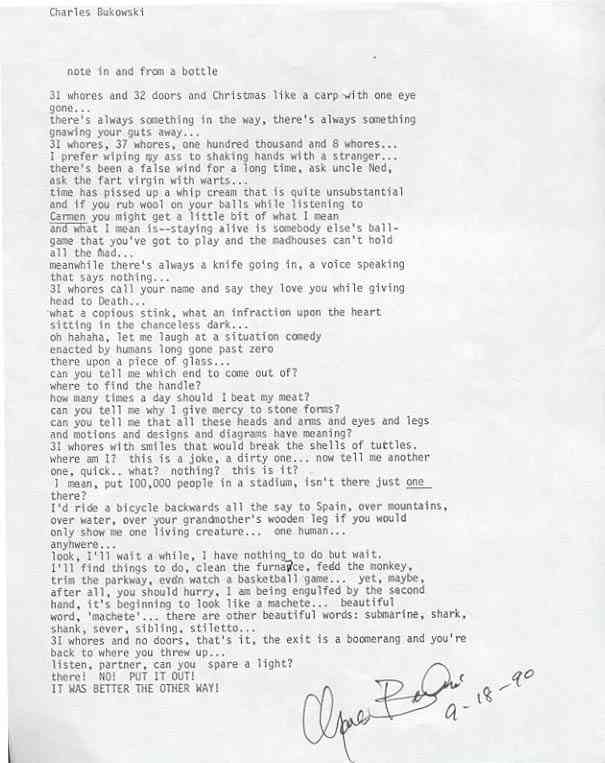 Charles Bukowski
note in and from a bottle
31 whores and 32 doors and Christmas like a carp with one eye
gone...
there's always something in the way, there's always something
gnawing your guts away...
31 whores, 37 whores, one hundred thousand and 8 whores...
I prefer wiping my ass to shaking hands with a stranger...
there's been a false wind for a long time, ask uncle Ned,
ask the fart virgin with warts...
time has pissed up a whip cream that is quite unsubstantial
and if you rub wool on your balls while listening to
Carmen you might get a little bit of what I mean
and what I mean is--staying alive is somebody else's ball-
game that you've got to play and the madhouses can't hold
all the mad...
meanwhile there's always a knife going in, a voice speaking
that says nothing...
31 whores call your name and say they love you while giving
head to Death...
what a copious stink, what an infraction upon the heart
sitting in the chanceless dark...
oh hahaha, let me laugh at a situation comedy
enacted by humans long gone past zero
there upon a piece of glass...
can you tell me which end to come out of?
where to find the handle?
how many times a day should I beat my meat?
can you tell me why I give mercy to stone forms?
can you tell me that all these heads and arms and eyes and legs
and motions and designs and diagrams have meaning?
31 whores with smiles that would break the shells of tuttles.
where am I? this is a joke, a dirty one... now tell me another
one, quick.. what? nothing? this is it?
I mean, put 100,000 people in a stadium, isn't there just one
there?
I'd ride a bicycle backwards all the say to Spain, over mountains,
over water, over your grandmother's wooden leg if you would
only show me one living creature... one human...
anyhwere...
look, I'll wait a while, I have nothing to do but wait.
I'll find things to do, clean the furnace, feed the monkey,
trim the parkway, even watch a basketball game... yet, maybe,
after all, you should hurry, I am being engulfed by the second
hand, it's beginning to look like a machete... beautiful
word, 'machete'... there are other beautiful words: submarine, shark,
shank, sever, sibling, stiletto...
31 whores and no doors, that's it, the exit is a boomerang and you're
back to where you threw up...
listen, partner, can you spare a light?
there! NO! PUT IT OUT!
IT WAS BETTER THE OTHER WAY!
Charles Bukowski
9-18-90